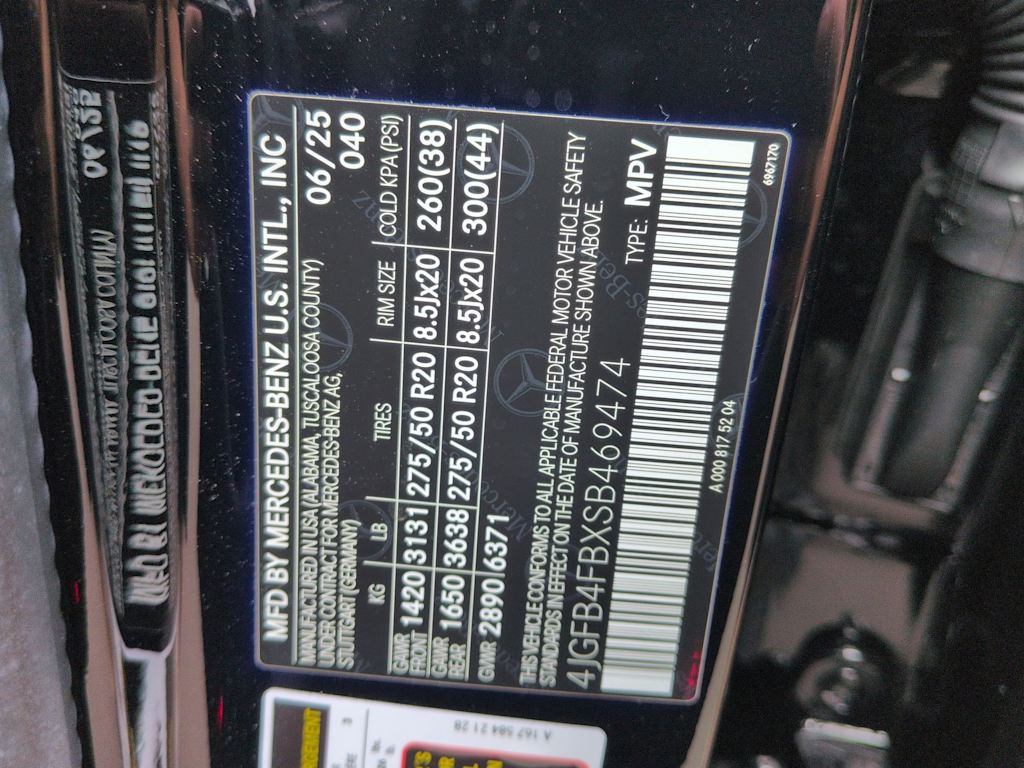 MFD BY MERCEDES-BENZ U.S. INTL., INC
MANUFACTURED IN USA (ALABAMA, TUSCALOOSA COUNTY) 06/25
UNDER CONTRACT FOR MERCEDES-BENZ AG, 040
STUTTGART (GERMANY)
KG LB TIRES RIM SIZE COLD KPA(PSI)
GAWR FRONT 1420 3131 275/50 R20 8.5Jx20 260(38)
GAWR REAR 1650 3638 275/50 R20 8.5Jx20 300(44)
GVWR 2890 6371
THIS VEHICLE CONFORMS TO ALL APPLICABLE FEDERAL MOTOR VEHICLE SAFETY
STANDARDS IN EFFECT ON THE DATE OF MANUFACTURE SHOWN ABOVE.
4JGFB4FBXSB469474 TYPE: MPV
A 000 817 52 04
6967170
A 167 584 21 28